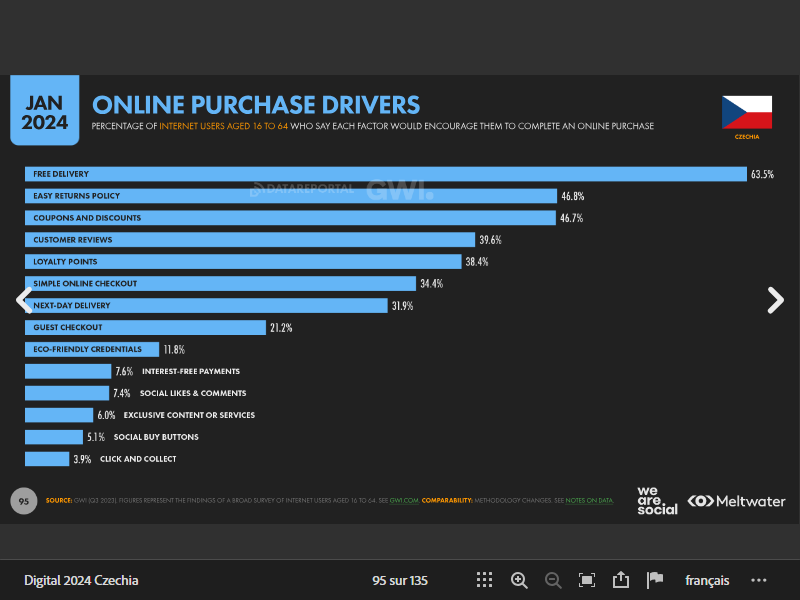 JAN
2024
ONLINE PURCHASE DRIVERS
PERCENTAGE OF INTERNET USERS AGED 16 TO 64 WHO SAY EACH FACTOR WOULD ENCOURAGE THEM TO COMPLETE AN ONLINE PURCHASE
CZECHIA
FREE DELIVERY 63.5%
DATAREPORTAL GWI.
EASY RETURNS POLICY 46.8%
COUPONS AND DISCOUNTS 46.7%
CUSTOMER REVIEWS 39.6%
LOYALTY POINTS 38.4%
SIMPLE ONLINE CHECKOUT 34.4%
NEXT-DAY DELIVERY 31.9%
GUEST CHECKOUT 21.2%
ECO-FRIENDLY CREDENTIALS 11.8%
7.6% INTEREST-FREE PAYMENTS
7.4% SOCIAL LIKES & COMMENTS
6.0% EXCLUSIVE CONTENT OR SERVICES
5.1% SOCIAL BUY BUTTONS
3.9% CLICK AND COLLECT
95
SOURCE: GWI (Q3 2023). FIGURES REPRESENT THE FINDINGS OF A BROAD SURVEY OF INTERNET USERS AGED 16 TO 64. SEE GWI.COM. COMPARABILITY: METHODOLOGY CHANGES. SEE NOTES ON DATA.
we
are
social
Meltwater
Digital 2024 Czechia
95 sur 135
français